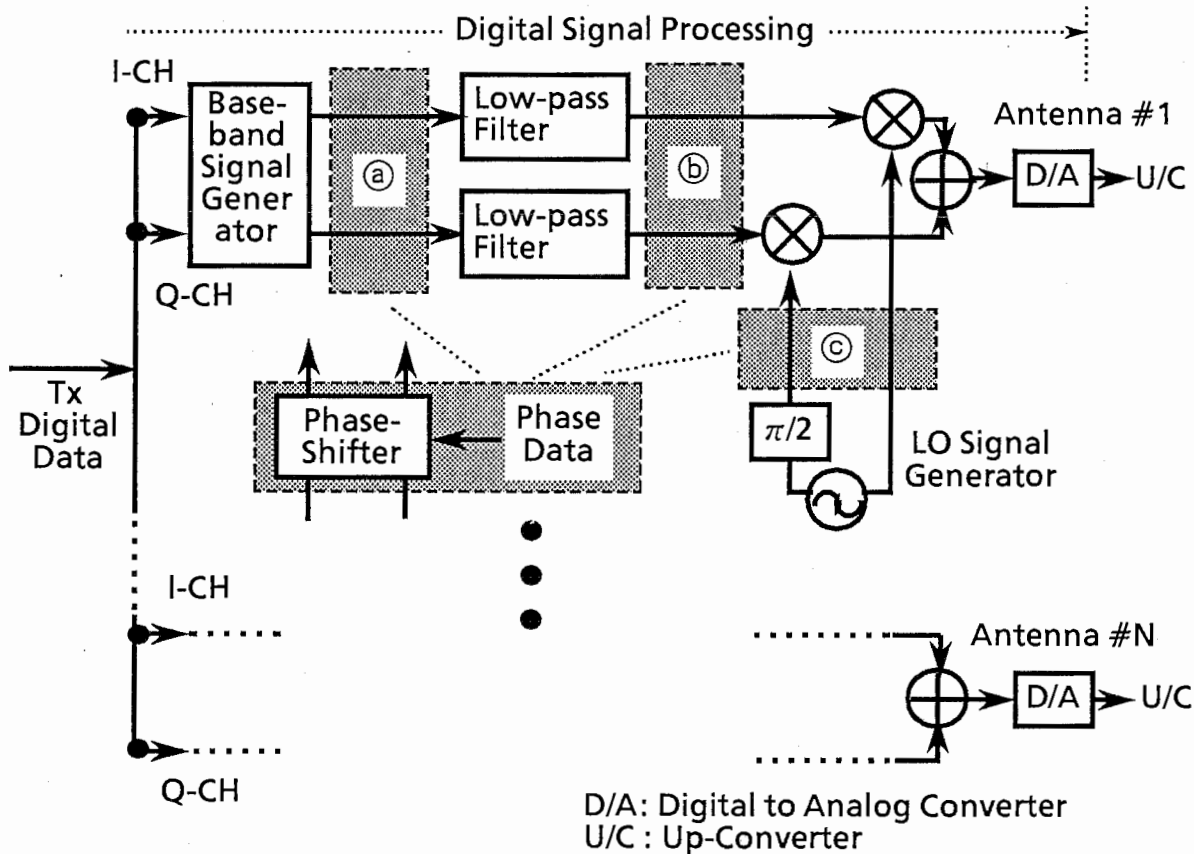 Digital Signal Processing
I-CH
Base-
band
Signal
Gener
ator
Q-CH
ⓐ
Low-pass
Filter
Low-pass
Filter
ⓑ
Antenna #1
D/A
U/C
ⓒ
Tx
Digital
Data
Phase-
Shifter
Phase
Data
π/2
LO Signal
Generator
I-CH
Q-CH
Antenna #N
D/A
U/C
D/A: Digital to Analog Converter
U/C : Up-Converter